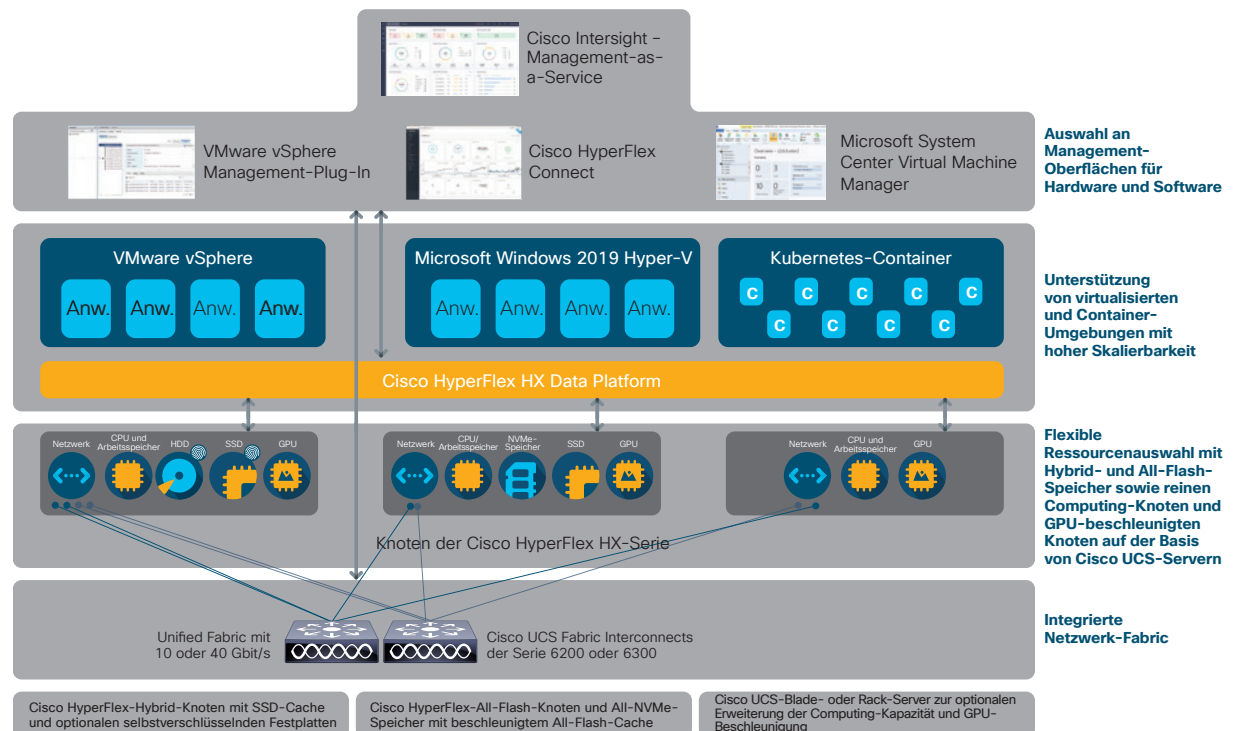 Cisco Intersight –
Management-as-
a-Service
VMware vSphere
Management-Plug-In
Cisco HyperFlex
Connect
Microsoft System
Center Virtual Machine
Manager
Auswahl an
Management-
Oberflächen für
Hardware und Software
VMware vSphere
Anw. Anw. Anw. Anw.
Microsoft Windows 2019 Hyper-V
Anw. Anw. Anw. Anw.
Kubernetes-Container
C C C C C
C C C C
Cisco HyperFlex HX Data Platform
Unterstützung
von virtualisierten
und Container-
Umgebungen mit
hoher Skalierbarkeit
Netzwerk
CPU und
Arbeitsspeicher
HDD
SSD
GPU
Netzwerk
CPU/
Arbeitsspeicher
NVMe-
Speicher
SSD
GPU
Netzwerk
CPU und
Arbeitsspeicher
GPU
Knoten der Cisco HyperFlex HX-Serie
Flexible
Ressourcenauswahl mit
Hybrid- und All-Flash-
Speicher sowie reinen
Computing-Knoten und
GPU-beschleunigten
Knoten auf der Basis
von Cisco UCS-Servern
Unified Fabric mit
10 oder 40 Gbit/s
Cisco UCS Fabric Interconnects
der Serie 6200 oder 6300
Integrierte
Netzwerk-Fabric
Cisco HyperFlex-Hybrid-Knoten mit SSD-Cache
und optionalen selbstverschlüsselnden Festplatten
Cisco HyperFlex-All-Flash-Knoten und All-NVMe-
Speicher mit beschleunigtem All-Flash-Cache
Cisco UCS-Blade- oder Rack-Server zur optionalen
Erweiterung der Computing-Kapazität und GPU-
Beschleunigung